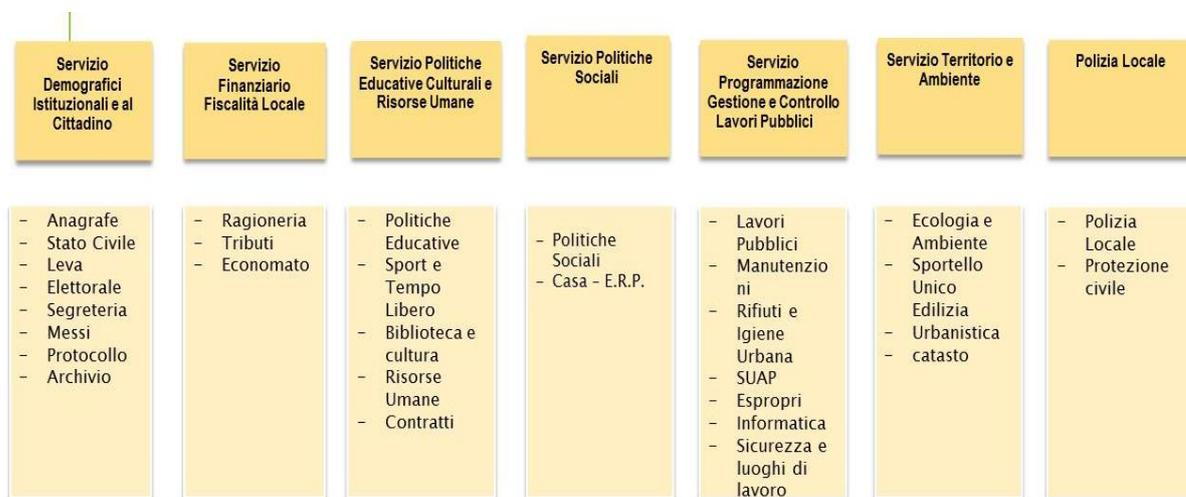 Servizio
Demografici
Istituzionali e al
Cittadino
Servizio
Finanziario
Fiscalità Locale
Servizio Politiche
Educative Culturali e
Risorse Umane
Servizio Politiche
Sociali
Servizio
Programmazione
Gestione e Controllo
Lavori Pubblici
Servizio Territorio e
Ambiente
Polizia Locale
- Anagrafe
- Stato Civile
- Leva
- Elettorale
- Segreteria
- Messi
- Protocollo
- Archivio
- Ragioneria
- Tributi
- Economato
- Politiche
Educative
- Sport e
Tempo
Libero
- Biblioteca e
cultura
- Risorse
Umane
- Contratti
- Politiche
Sociali
- Casa – E.R.P.
- Lavori
Pubblici
- Manutenzio
ni
- Rifiuti e
Igiene
Urbana
- SUAP
- Espropri
- Informatica
- Sicurezza e
luoghi di
lavoro
- Ecologia e
Ambiente
- Sportello
Unico
Edilizia
- Urbanistica
- catasto
- Polizia
Locale
- Protezione
civile